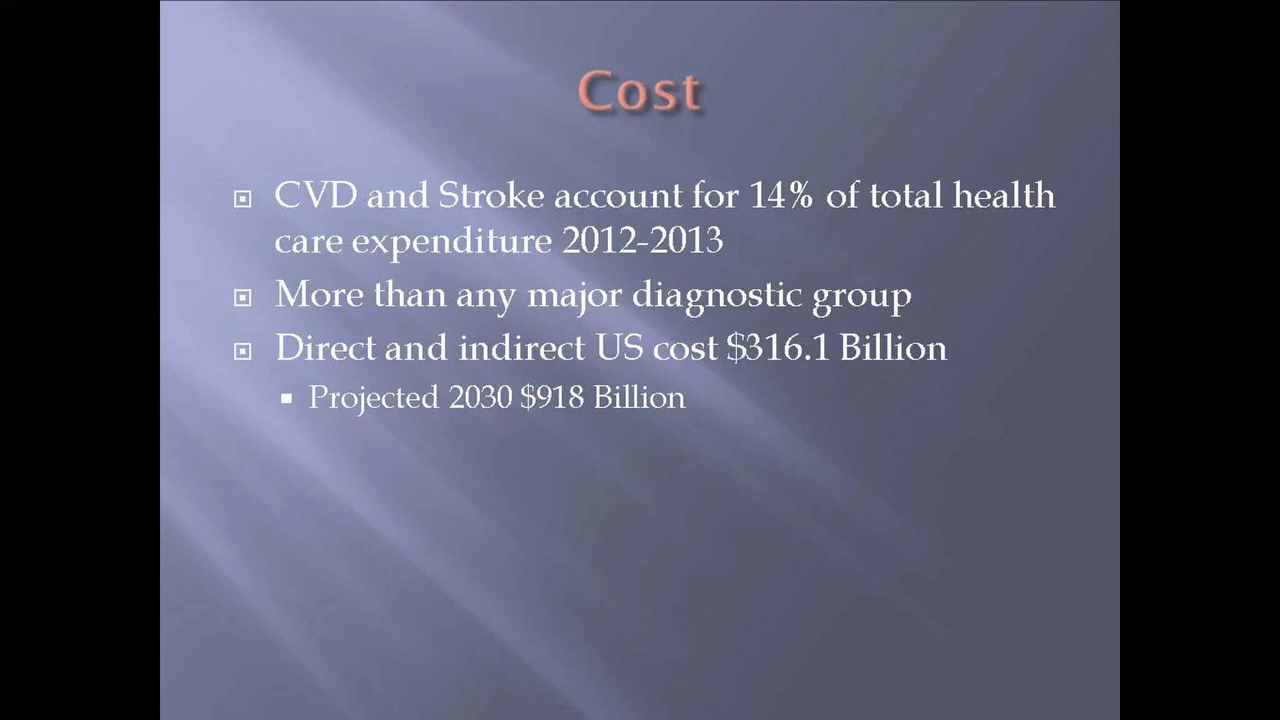 Cost
CVD and Stroke account for 14% of total health
care expenditure 2012-2013
More than any major diagnostic group
Direct and indirect US cost $316.1 Billion
Projected 2030 $918 Billion